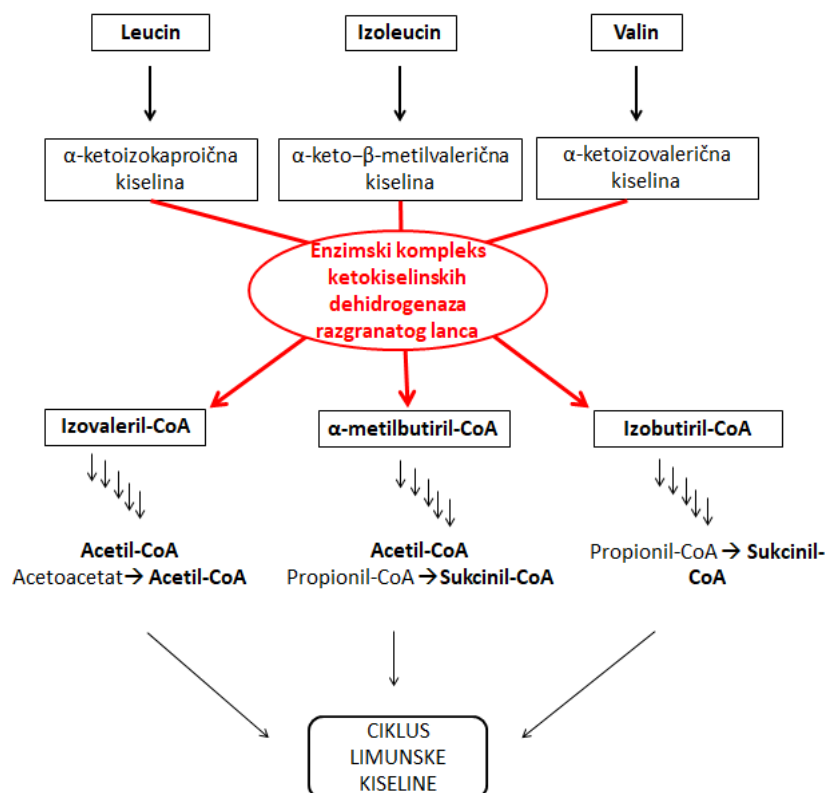 Leucin
Izoleucin
Valin
α-ketoizokaproična
kiselina
α-keto–β-metilvalerična
kiselina
α-ketoizovalerična
kiselina
Enzimski kompleks
ketokiselinskih
dehidrogenaza
razgranatog lanca
Izovaleril-CoA
α-metilbutiril-CoA
Izobutiril-CoA
Acetil-CoA
Acetoacetat→ Acetil-CoA
Acetil-CoA
Propionil-CoA →Sukcinil-CoA
Propionil-CoA → Sukcinil-
CoA
CIKLUS
LIMUNSKE
KISELINE